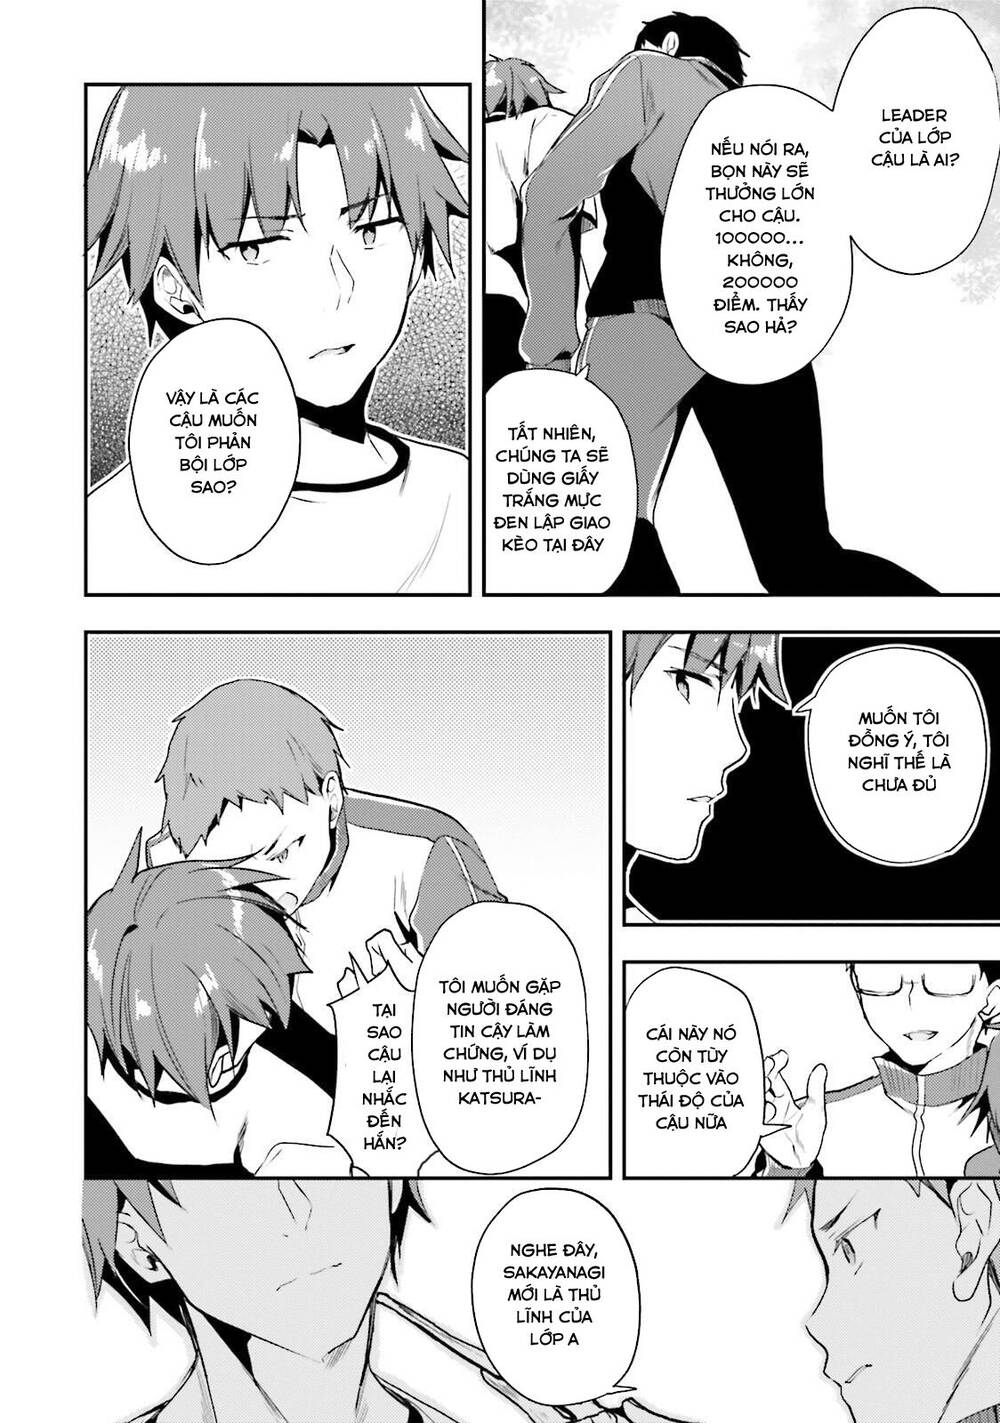 LEADER
CỦA LỚP
CẬU LÀ AI?
NẾU NÓI RA,
BỌN NÀY SẼ
THƯỞNG LỚN
CHO CẬU.
100000...
KHÔNG,
200000
ĐIỂM. THẤY
SAO HẢ?
TẤT NHIÊN,
CHÚNG TA SẼ
DÙNG GIẤY
TRẮNG MỰC
ĐEN LẬP GIAO
KÈO TẠI ĐÂY
VẬY LÀ CÁC
CẬU MUỐN
TÔI PHẢN
BỘI LỚP
SAO?
MUỐN TÔI
ĐỒNG Ý, TÔI
NGHĨ THẾ LÀ
CHƯA ĐỦ
CÁI NÀY NÓ
CÒN TÙY
THUỘC VÀO
THÁI ĐỘ CỦA
CẬU NỮA
TÔI MUỐN GẶP
NGƯỜI ĐÁNG
TIN CẬY LÀM
CHỨNG, VÍ DỤ
NHƯ THỦ LĨNH
KATSURA-
TẠI
SAO
CẬU LẠI
NHẮC
ĐẾN
HẮN?
NGHE ĐÂY,
SAKAYANAGI
MỚI LÀ THỦ
LĨNH CỦA
LỚP A